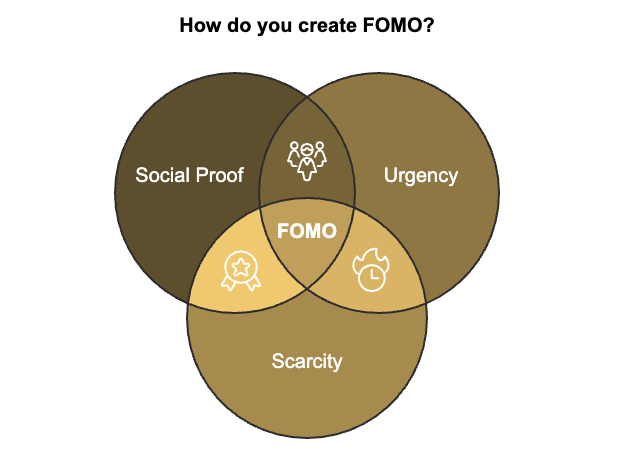 How do you create FOMO?
Social Proof
Urgency
FOMO
Scarcity